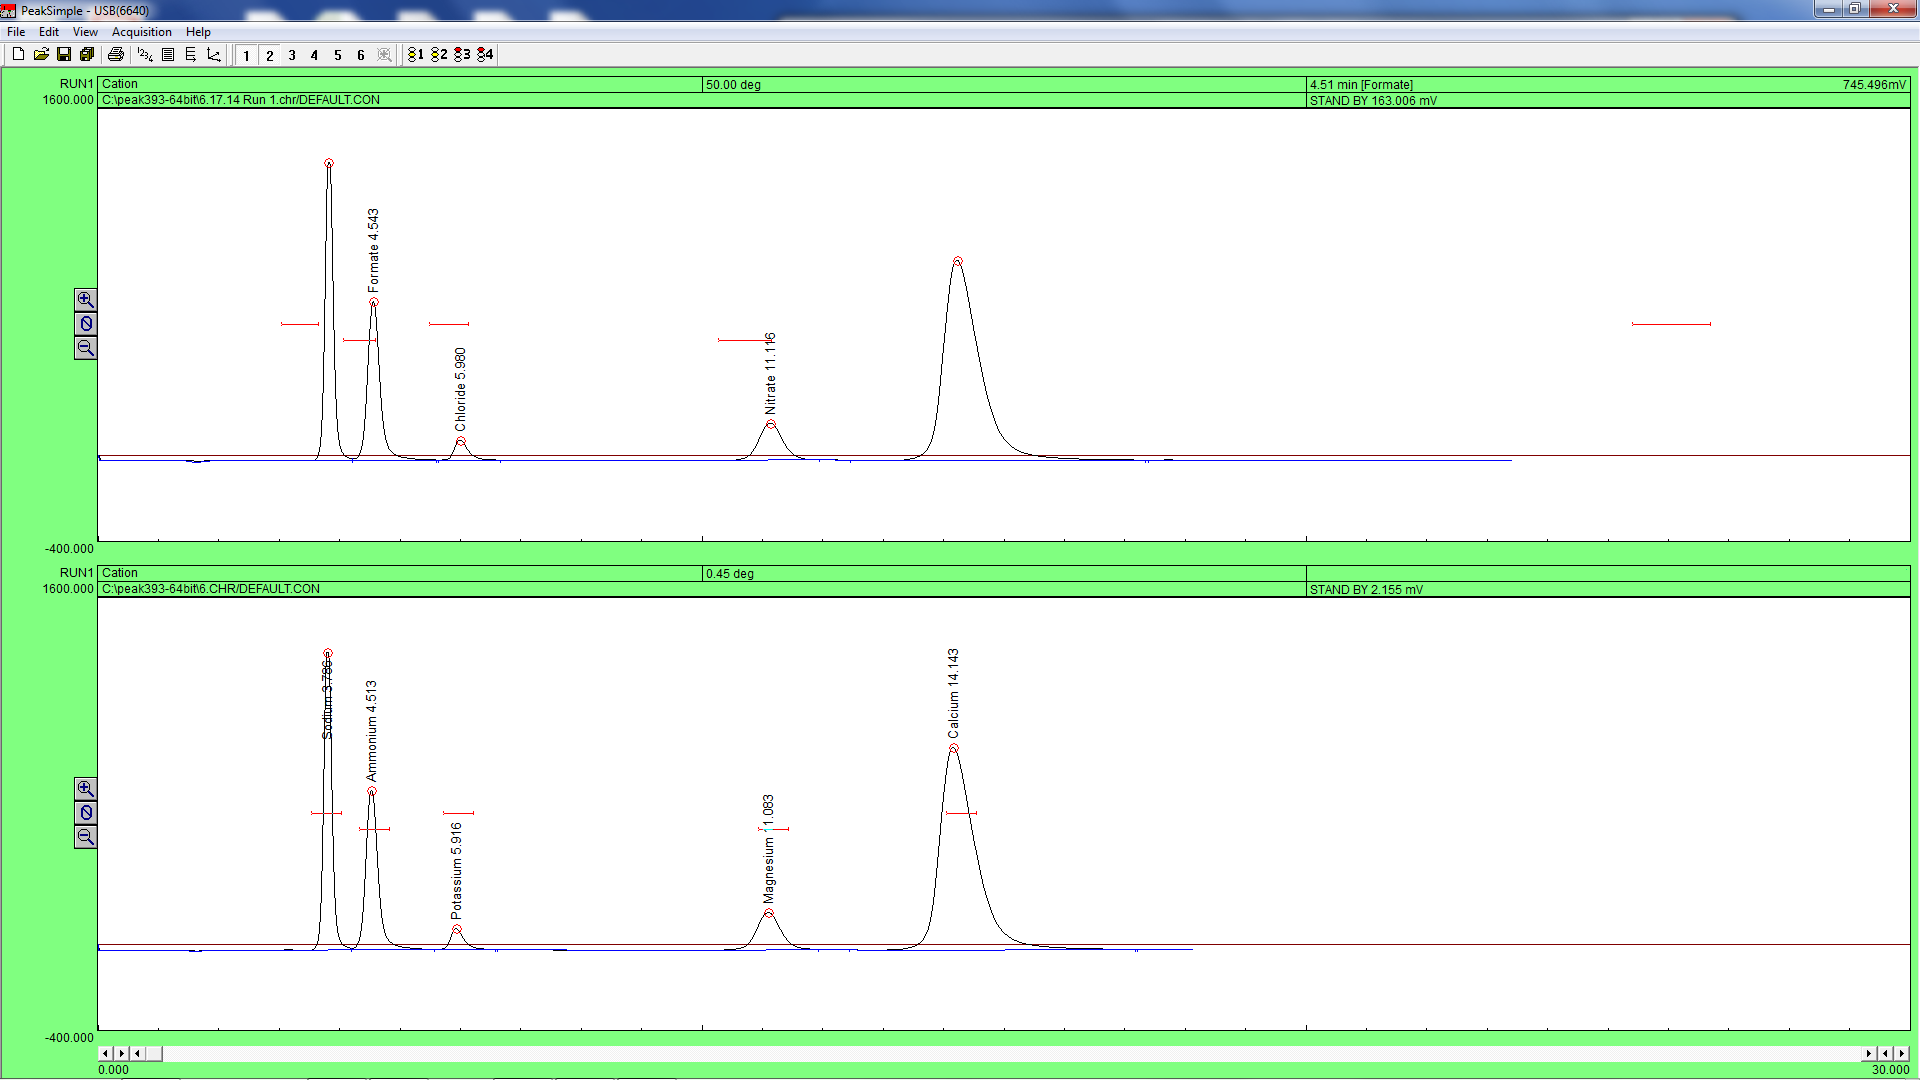 PeakSimple - USB(6640)
File Edit View Acquisition Help
1 2 3 4 5 6 1 2 3 4
RUN1 Cation 50.00 deg 4.51 min [Formate] 745.496mV
1600.000 C:\peak393-64bit\6.17.14 Run 1.chr/DEFAULT.CON STAND BY 163.006 mV
Formate 4.543
Chloride 5.980
Nitrate 11.116
-400.000
RUN1 Cation 0.45 deg
1600.000 C:\peak393-64bit\6.CHR/DEFAULT.CON STAND BY 2.155 mV
Sodium 3.786
Ammonium 4.513
Potassium 5.916
Magnesium 11.083
Calcium 14.143
-400.000
0.000 30.000